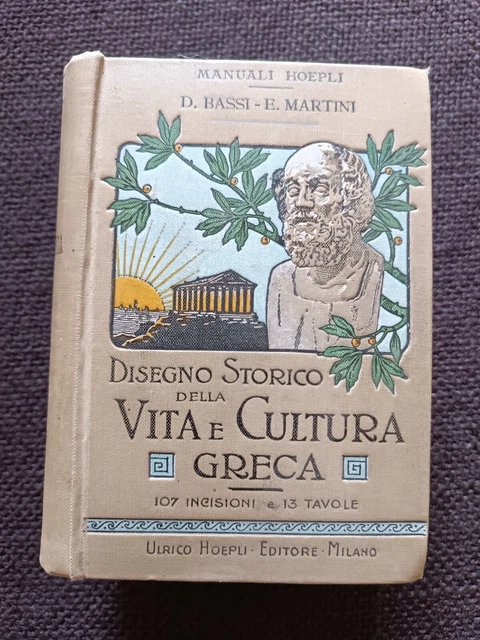 MANUALI HOEPLI
D. BASSI - E. MARTINI
DISEGNO STORICO
DELLA
VITA E CULTURA
GRECA
107 INCISIONI e 13 TAVOLE
ULRICO HOEPLI · EDITORE · MILANO